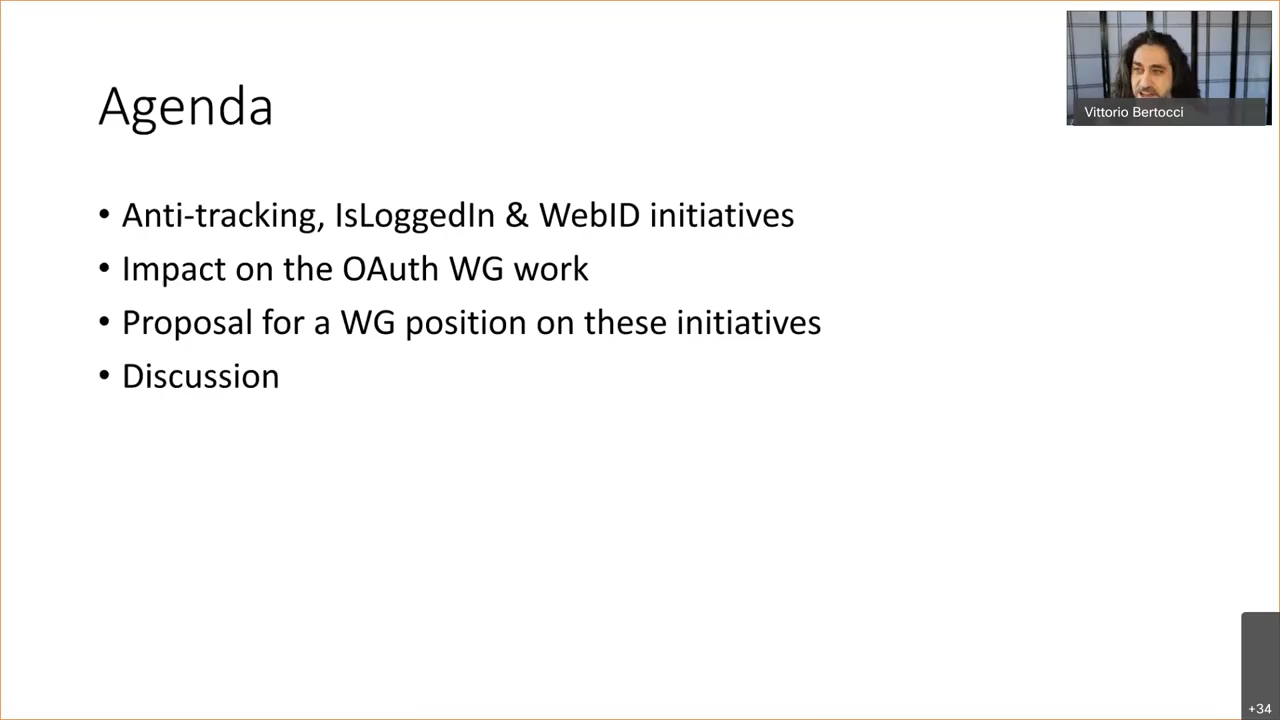 Agenda
Vittorio Bertocci
• Anti-tracking, IsLoggedIn & WebID initiatives
• Impact on the OAuth WG work
• Proposal for a WG position on these initiatives
• Discussion
+34